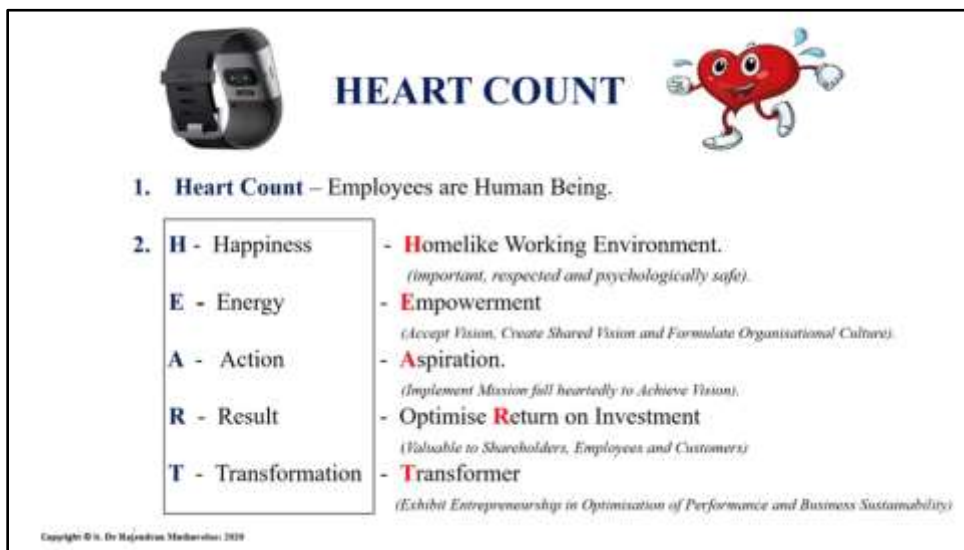 HEART COUNT
1. Heart Count – Employees are Human Being.
2. H - Happiness - Homelike Working Environment.
(important, respected and psychologically safe).
E - Energy - Empowerment
(Accept Vision, Create Shared Vision and Formulate Organisational Culture).
A - Action - Aspiration.
(Implement Mission full heartedly to Achieve Vision).
R - Result - Optimise Return on Investment
(Valuable to Shareholders, Employees and Customers)
T - Transformation - Transformer
(Exhibit Entrepreneurship in Optimisation of Performance and Business Sustainability)
Copyright © Dr Rajendran 2020